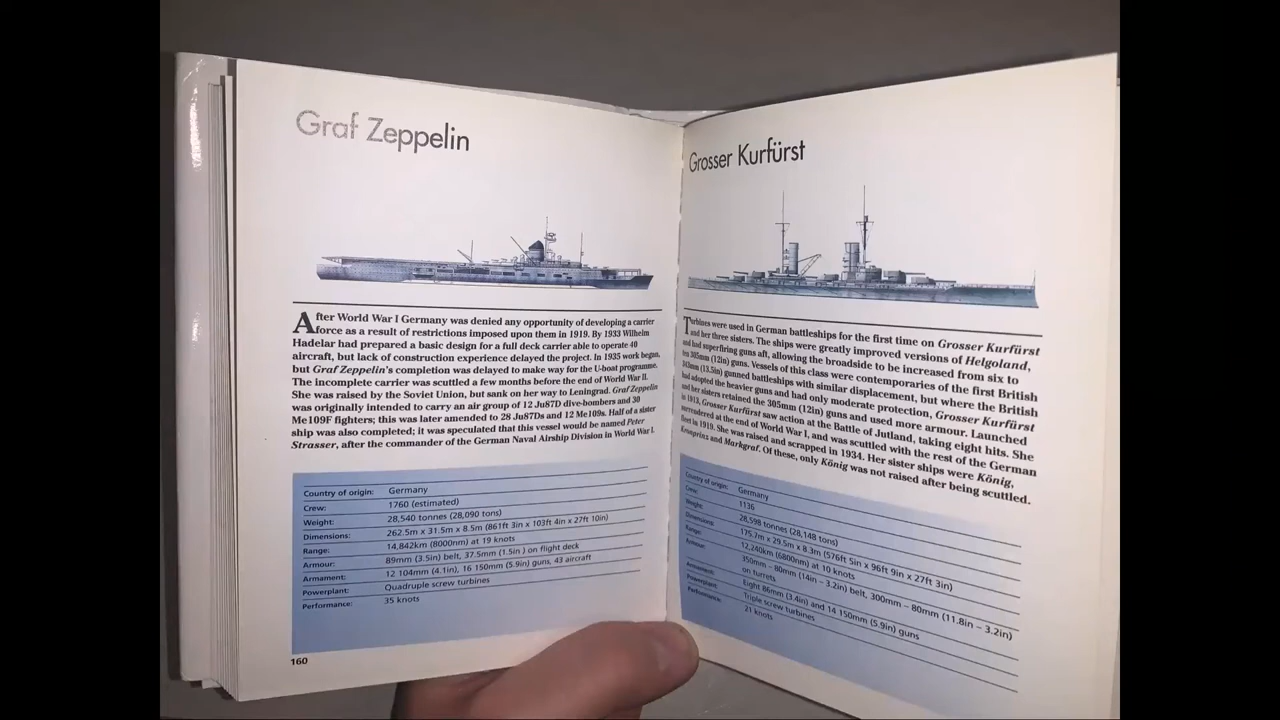 Graf Zeppelin
After World War I Germany was denied any opportunity of developing a carrier
force as a result of restrictions imposed upon them in 1919. By 1933 Wilhelm
Hadelar had prepared a basic design for a full deck carrier able to operate 40
aircraft, but lack of construction experience delayed the project. In 1935 work began,
but Graf Zeppelin's completion was delayed to make way for the U-boat programme.
The incomplete carrier was scuttled a few months before the end of World War II.
She was raised by the Soviet Union, but sank on her way to Leningrad. Graf Zeppelin
was originally intended to carry an air group of 12 Ju87D dive-bombers and 30
Me109F fighters; this was later amended to 28 Ju87Ds and 12 Me109s. Half of a sister
ship was also completed; it was speculated that this vessel would be named Peter
Strasser, after the commander of the German Naval Airship Division in World War I.
Country of origin: Germany
Crew: 1760 (estimated)
Weight: 28,540 tonnes (28,090 tons)
Dimensions: 262.5m x 31.5m x 8.5m (861ft 3in x 103ft 4in x 27ft 10in)
Range: 14,842km (8000nm) at 19 knots
Armour: 89mm (3.5in) belt, 37.5mm (1.5in ) on flight deck
Armament: 12 104mm (4.1in), 16 150mm (5.9in) guns, 43 aircraft
Powerplant: Quadruple screw turbines
Performance: 35 knots
160
Grosser Kurfürst
Turbines were used in German battleships for the first time on Grosser Kurfürst
and her three sisters. The ships were greatly improved versions of Helgoland,
and had superfiring guns aft, allowing the broadside to be increased from six to
ten 305mm (12in) guns. Vessels of this class were contemporaries of the first British
343mm (13.5in) gunned battleships with similar displacement, but where the British
had adopted the heavier guns and had only moderate protection, Grosser Kurfürst
and her sisters retained the 305mm (12in) guns and used more armour. Launched
in 1913, Grosser Kurfürst saw action at the Battle of Jutland, taking eight hits. She
surrendered at the end of World War I, and was scuttled with the rest of the German
fleet in 1919. She was raised and scrapped in 1934. Her sister ships were König,
Kronprinz and Markgraf. Of these, only König was not raised after being scuttled.
Country of origin: Germany
Crew: 1136
Weight: 28,598 tonnes (28,148 tons)
Dimensions: 175.7m x 29.5m x 8.3m (576ft 5in x 96ft 9in x 27ft 3in)
Range: 12,240km (6800nm) at 10 knots
Armour: 350mm – 80mm (14in – 3.2in) belt, 300mm – 80mm (11.8in – 3.2in)
on turrets
Armament: Eight 86mm (3.4in) and 14 150mm (5.9in) guns
Powerplant: Triple screw turbines
Performance: 21 knots